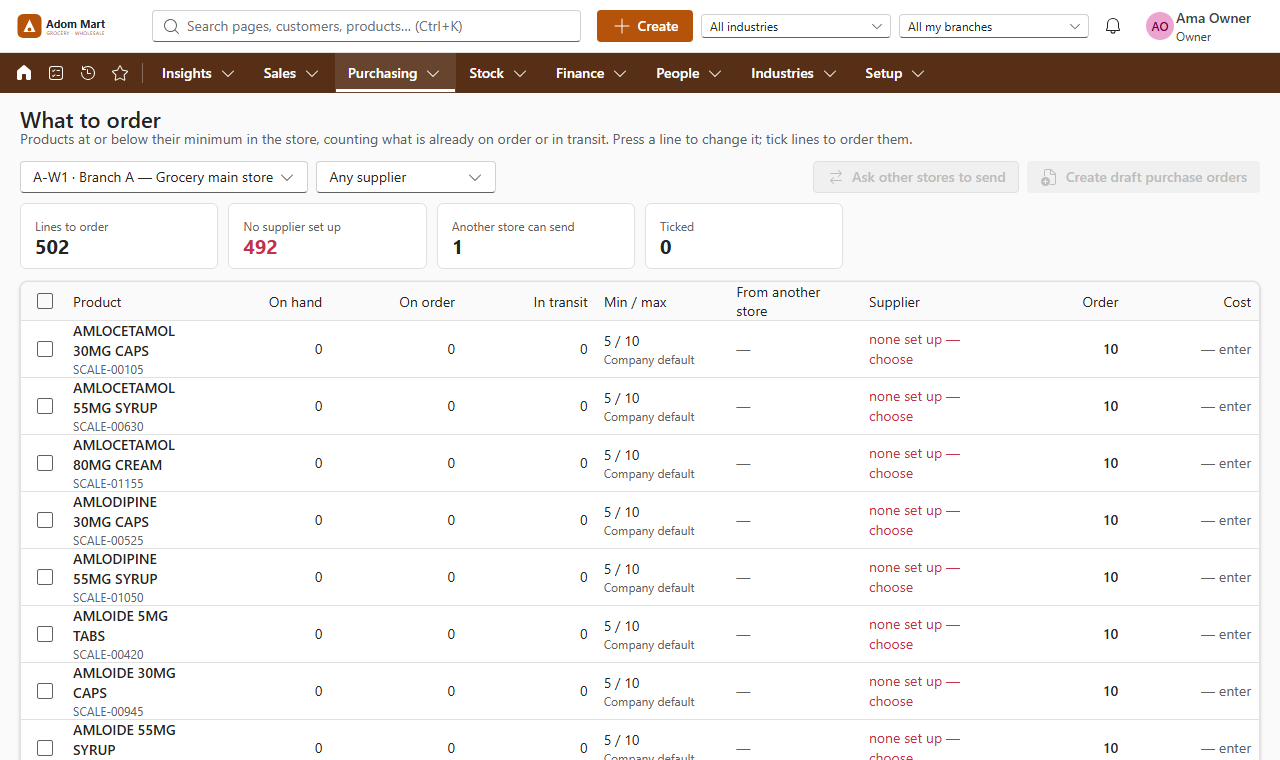 Adom Mart
GROCERY · WHOLESALE
Search pages, customers, products... (Ctrl+K)
Create
All industries
All my branches
AO
Ama Owner
Owner
Insights
Sales
Purchasing
Stock
Finance
People
Industries
Setup
What to order
Products at or below their minimum in the store, counting what is already on order or in transit. Press a line to change it; tick lines to order them.
A-W1 · Branch A — Grocery main store
Any supplier
Ask other stores to send
Create draft purchase orders
Lines to order
502
No supplier set up
492
Another store can send
1
Ticked
0
Product On hand On order In transit Min / max From another store Supplier Order Cost
AMLOCETAMOL
30MG CAPS
SCALE-00105
0 0 0
5 / 10
Company default
—
none set up —
choose
10
— enter
AMLOCETAMOL
55MG SYRUP
SCALE-00630
0 0 0
5 / 10
Company default
—
none set up —
choose
10
— enter
AMLOCETAMOL
80MG CREAM
SCALE-01155
0 0 0
5 / 10
Company default
—
none set up —
choose
10
— enter
AMLODIPINE
30MG CAPS
SCALE-00525
0 0 0
5 / 10
Company default
—
none set up —
choose
10
— enter
AMLODIPINE
55MG SYRUP
SCALE-01050
0 0 0
5 / 10
Company default
—
none set up —
choose
10
— enter
AMLOIDE 5MG
TABS
SCALE-00420
0 0 0
5 / 10
Company default
—
none set up —
choose
10
— enter
AMLOIDE 30MG
CAPS
SCALE-00945
0 0 0
5 / 10
Company default
—
none set up —
choose
10
— enter
AMLOIDE 55MG
SYRUP
0 0 0
5 / 10
Company default
—
none set up —
choose
10
— enter